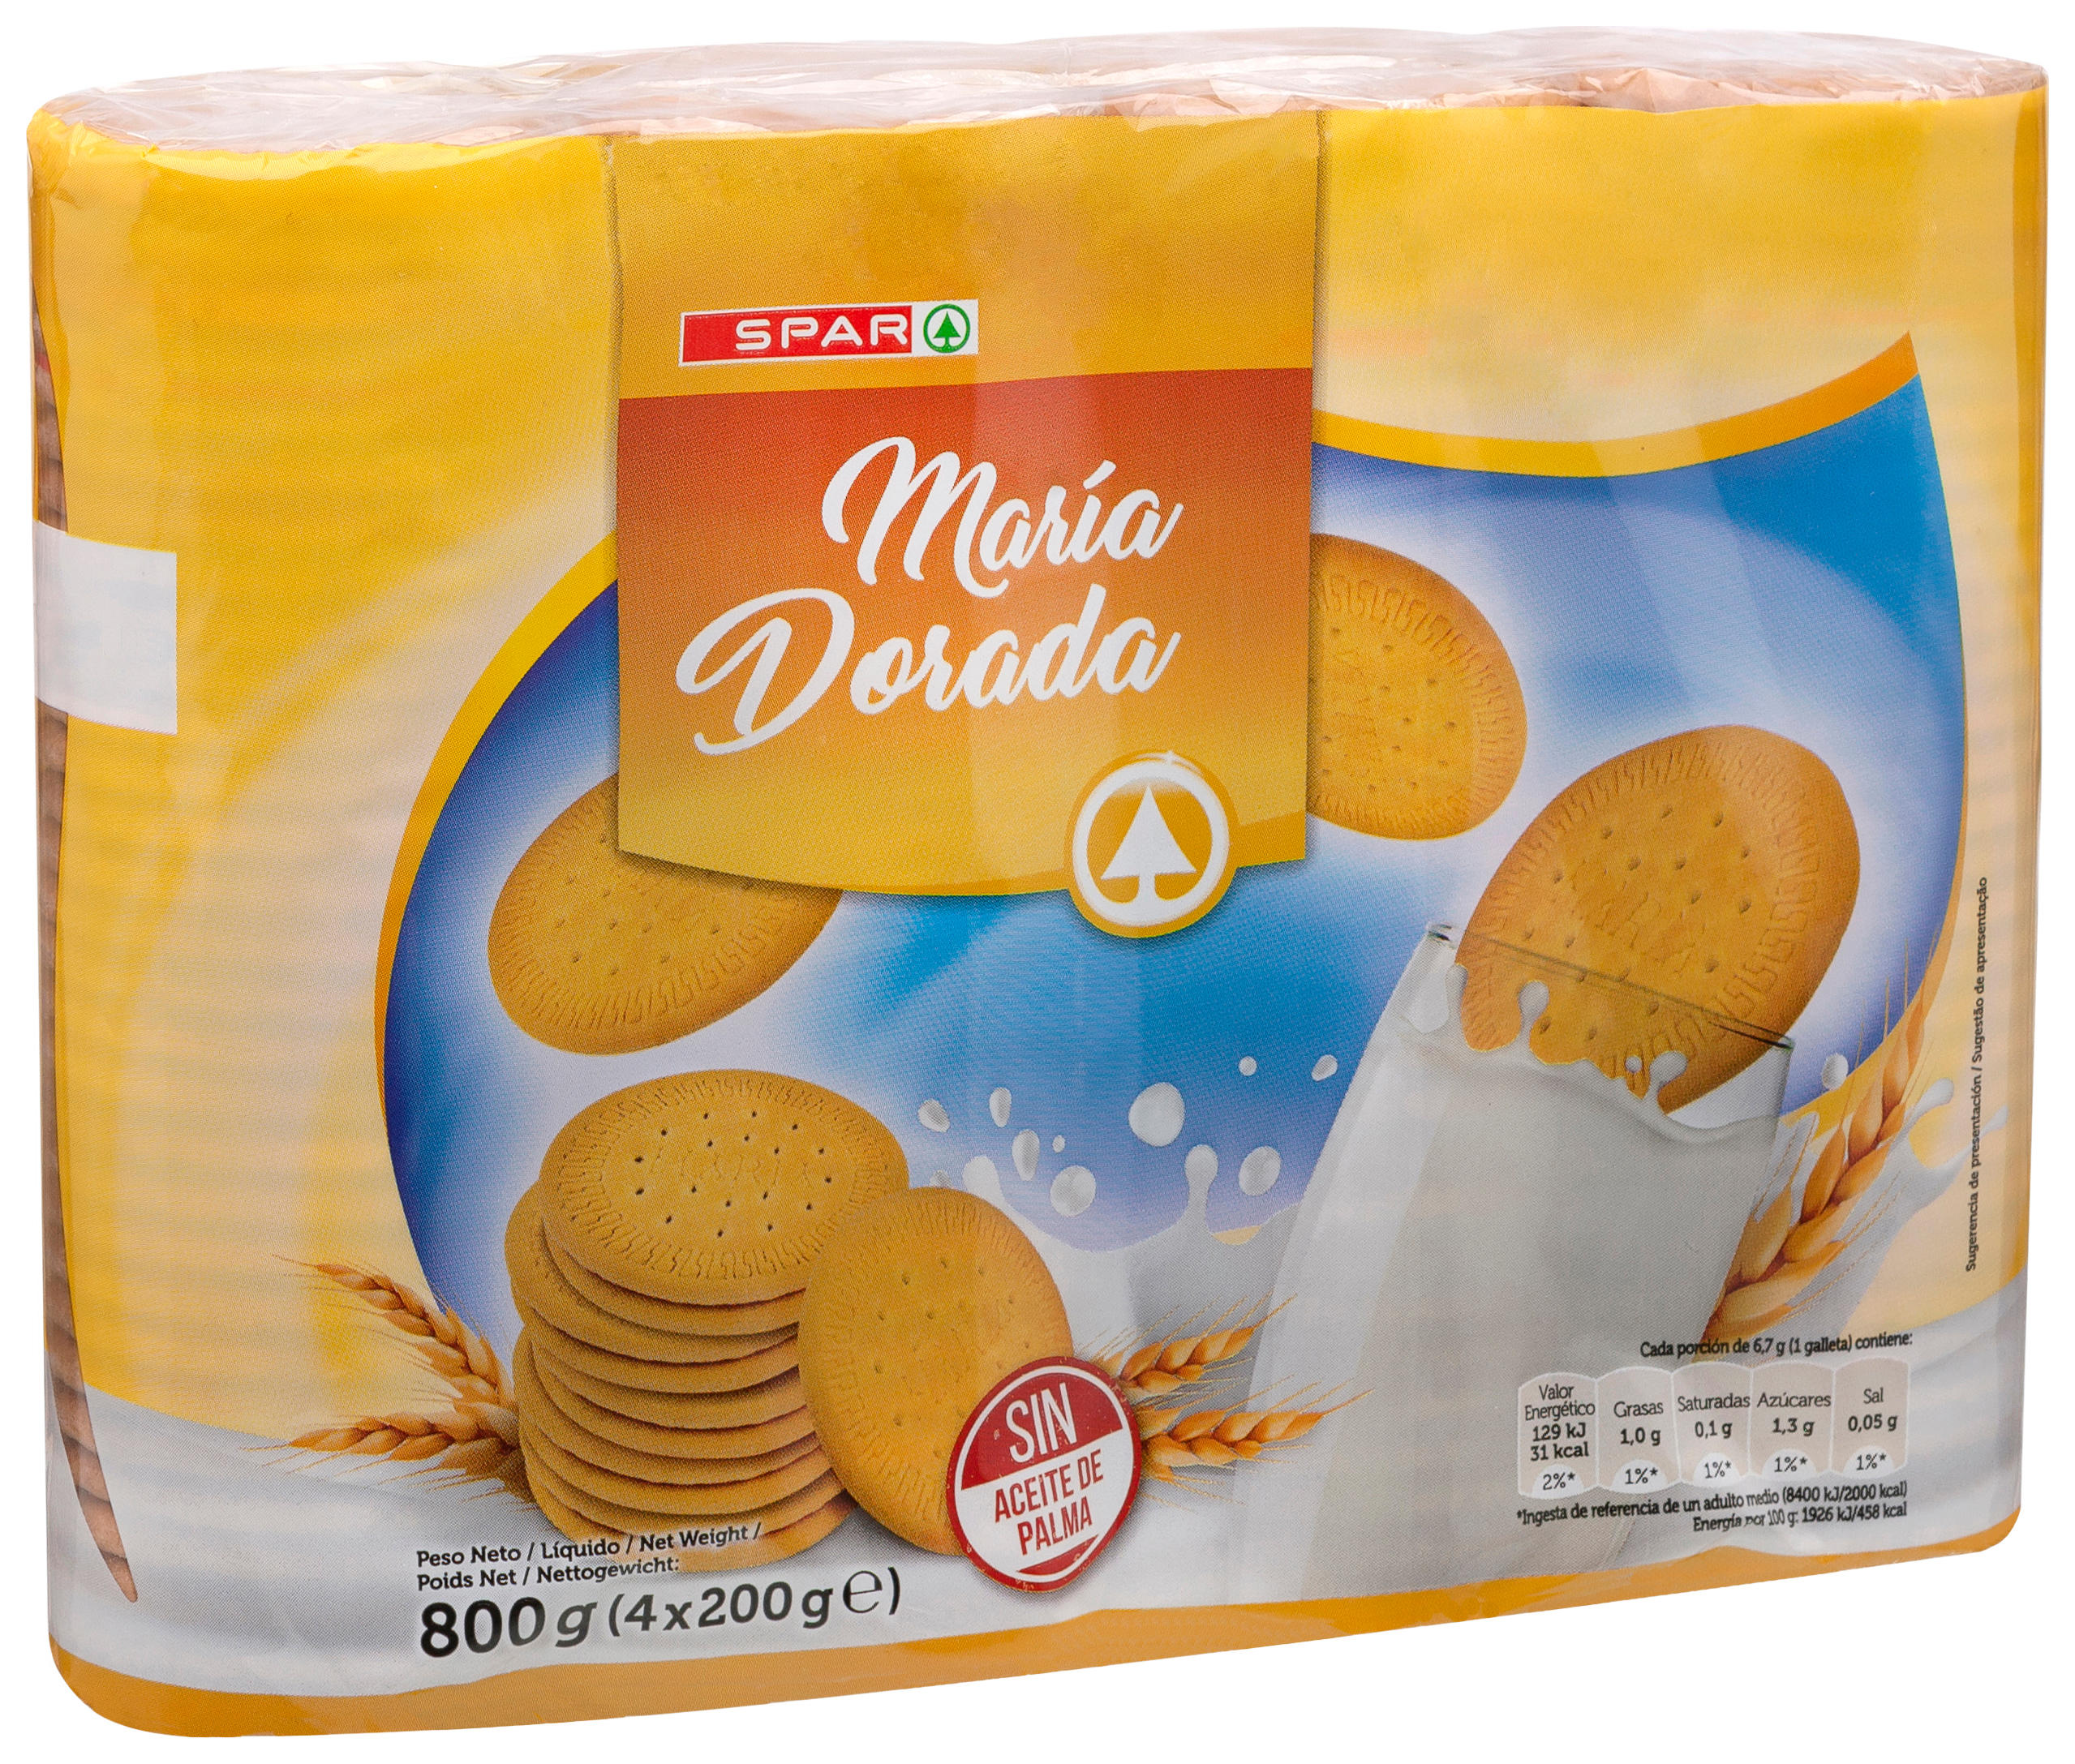 SPAR
María
Dorada
SIN
ACEITE DE
PALMA
Peso Neto / Líquido / Net Weight /
Poids Net / Nettogewicht:
800 g (4x200 g e)
Sugerencia de presentación / Sugestão de apresentação
Cada porción de 6,7 g (1 galleta) contiene:
Valor Energético 129 kJ 31 kcal 2%*
Grasas 1,0 g 1%*
Saturadas 0,1 g 1%*
Azúcares 1,3 g 1%*
Sal 0,05 g 1%*
*Ingesta de referencia de un adulto medio (8400 kJ/2000 kcal)
Energía por 100 g: 1926 kJ/458 kcal